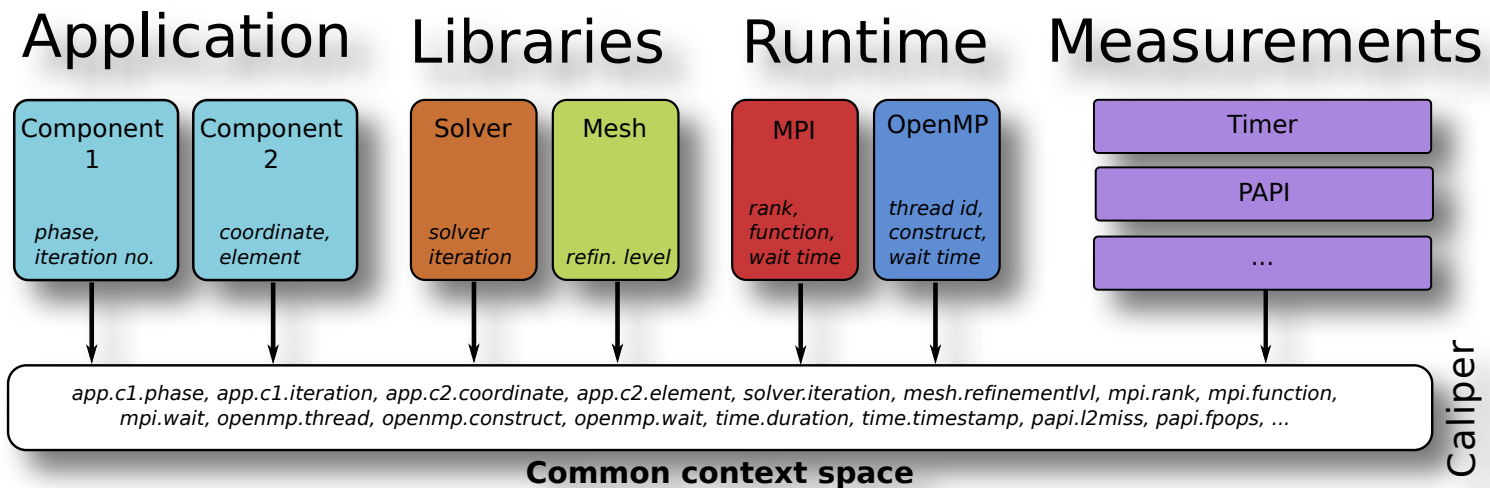 Application
Libraries
Runtime
Measurements
Component
1
phase,
iteration no.
Component
2
coordinate,
element
Solver
solver
iteration
Mesh
refin. level
MPI
rank,
function,
wait time
OpenMP
thread id,
construct,
wait time
Timer
PAPI
...
app.c1.phase, app.c1.iteration, app.c2.coordinate, app.c2.element, solver.iteration, mesh.refinementlvl, mpi.rank, mpi.function,
mpi.wait, openmp.thread, openmp.construct, openmp.wait, time.duration, time.timestamp, papi.l2miss, papi.fpops, ...
Common context space
Caliper